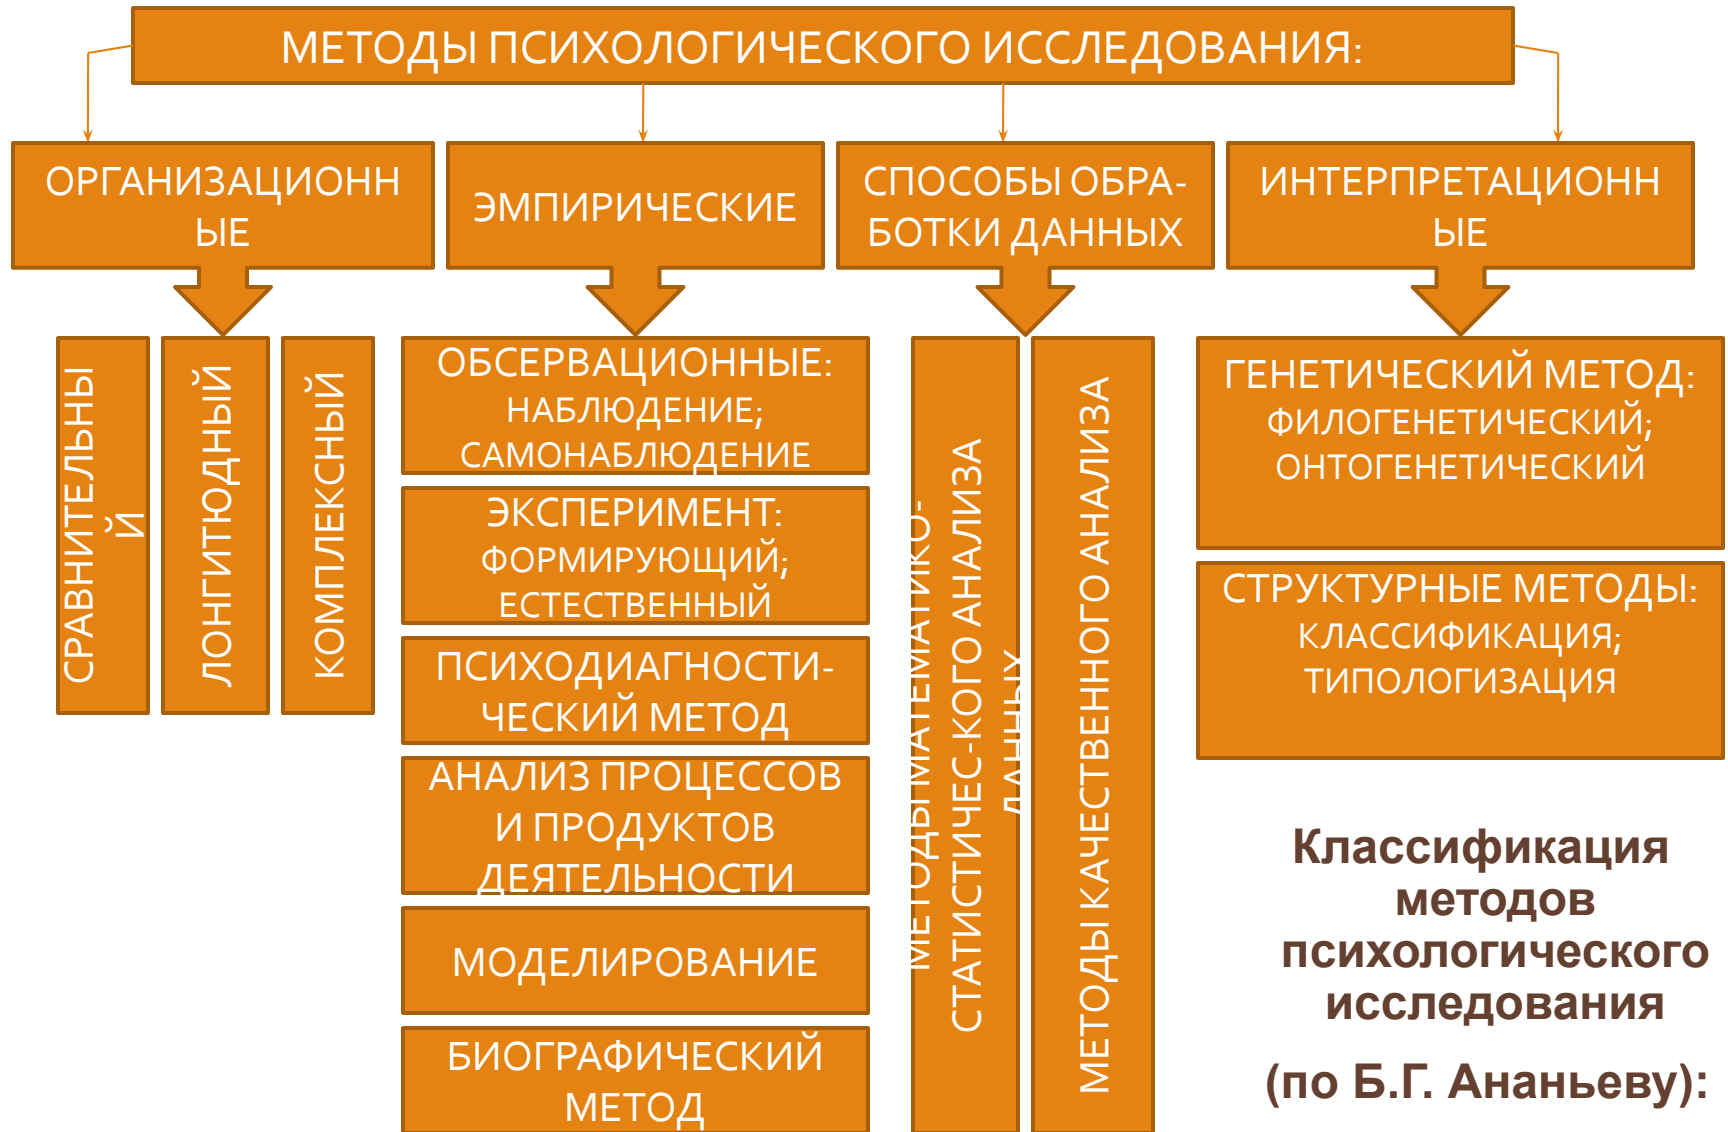 МЕТОДЫ ПСИХОЛОГИЧЕСКОГО ИССЛЕДОВАНИЯ:
ОРГАНИЗАЦИОНН
ЫЕ
ЭМПИРИЧЕСКИЕ
СПОСОБЫ ОБРА-
БОТКИ ДАННЫХ
ИНТЕРПРЕТАЦИОНН
ЫЕ
СРАВНИТЕЛЬНЫ
Й
ЛОНГИТЮДНЫЙ
КОМПЛЕКСНЫЙ
ОБСЕРВАЦИОННЫЕ:
НАБЛЮДЕНИЕ;
САМОНАБЛЮДЕНИЕ
ЭКСПЕРИМЕНТ:
ФОРМИРУЮЩИЙ;
ЕСТЕСТВЕННЫЙ
ПСИХОДИАГНОСТИ-
ЧЕСКИЙ МЕТОД
АНАЛИЗ ПРОЦЕССОВ
И ПРОДУКТОВ
ДЕЯТЕЛЬНОСТИ
МОДЕЛИРОВАНИЕ
БИОГРАФИЧЕСКИЙ
МЕТОД
МЕТОДЫ МАТЕМАТИКО-
СТАТИСТИЧЕС-КОГО АНАЛИЗА
ДАННЫХ
МЕТОДЫ КАЧЕСТВЕННОГО АНАЛИЗА
ГЕНЕТИЧЕСКИЙ МЕТОД:
ФИЛОГЕНЕТИЧЕСКИЙ;
ОНТОГЕНЕТИЧЕСКИЙ
СТРУКТУРНЫЕ МЕТОДЫ:
КЛАССИФИКАЦИЯ;
ТИПОЛОГИЗАЦИЯ
Классификация
методов
психологического
исследования
(по Б.Г. Ананьеву):